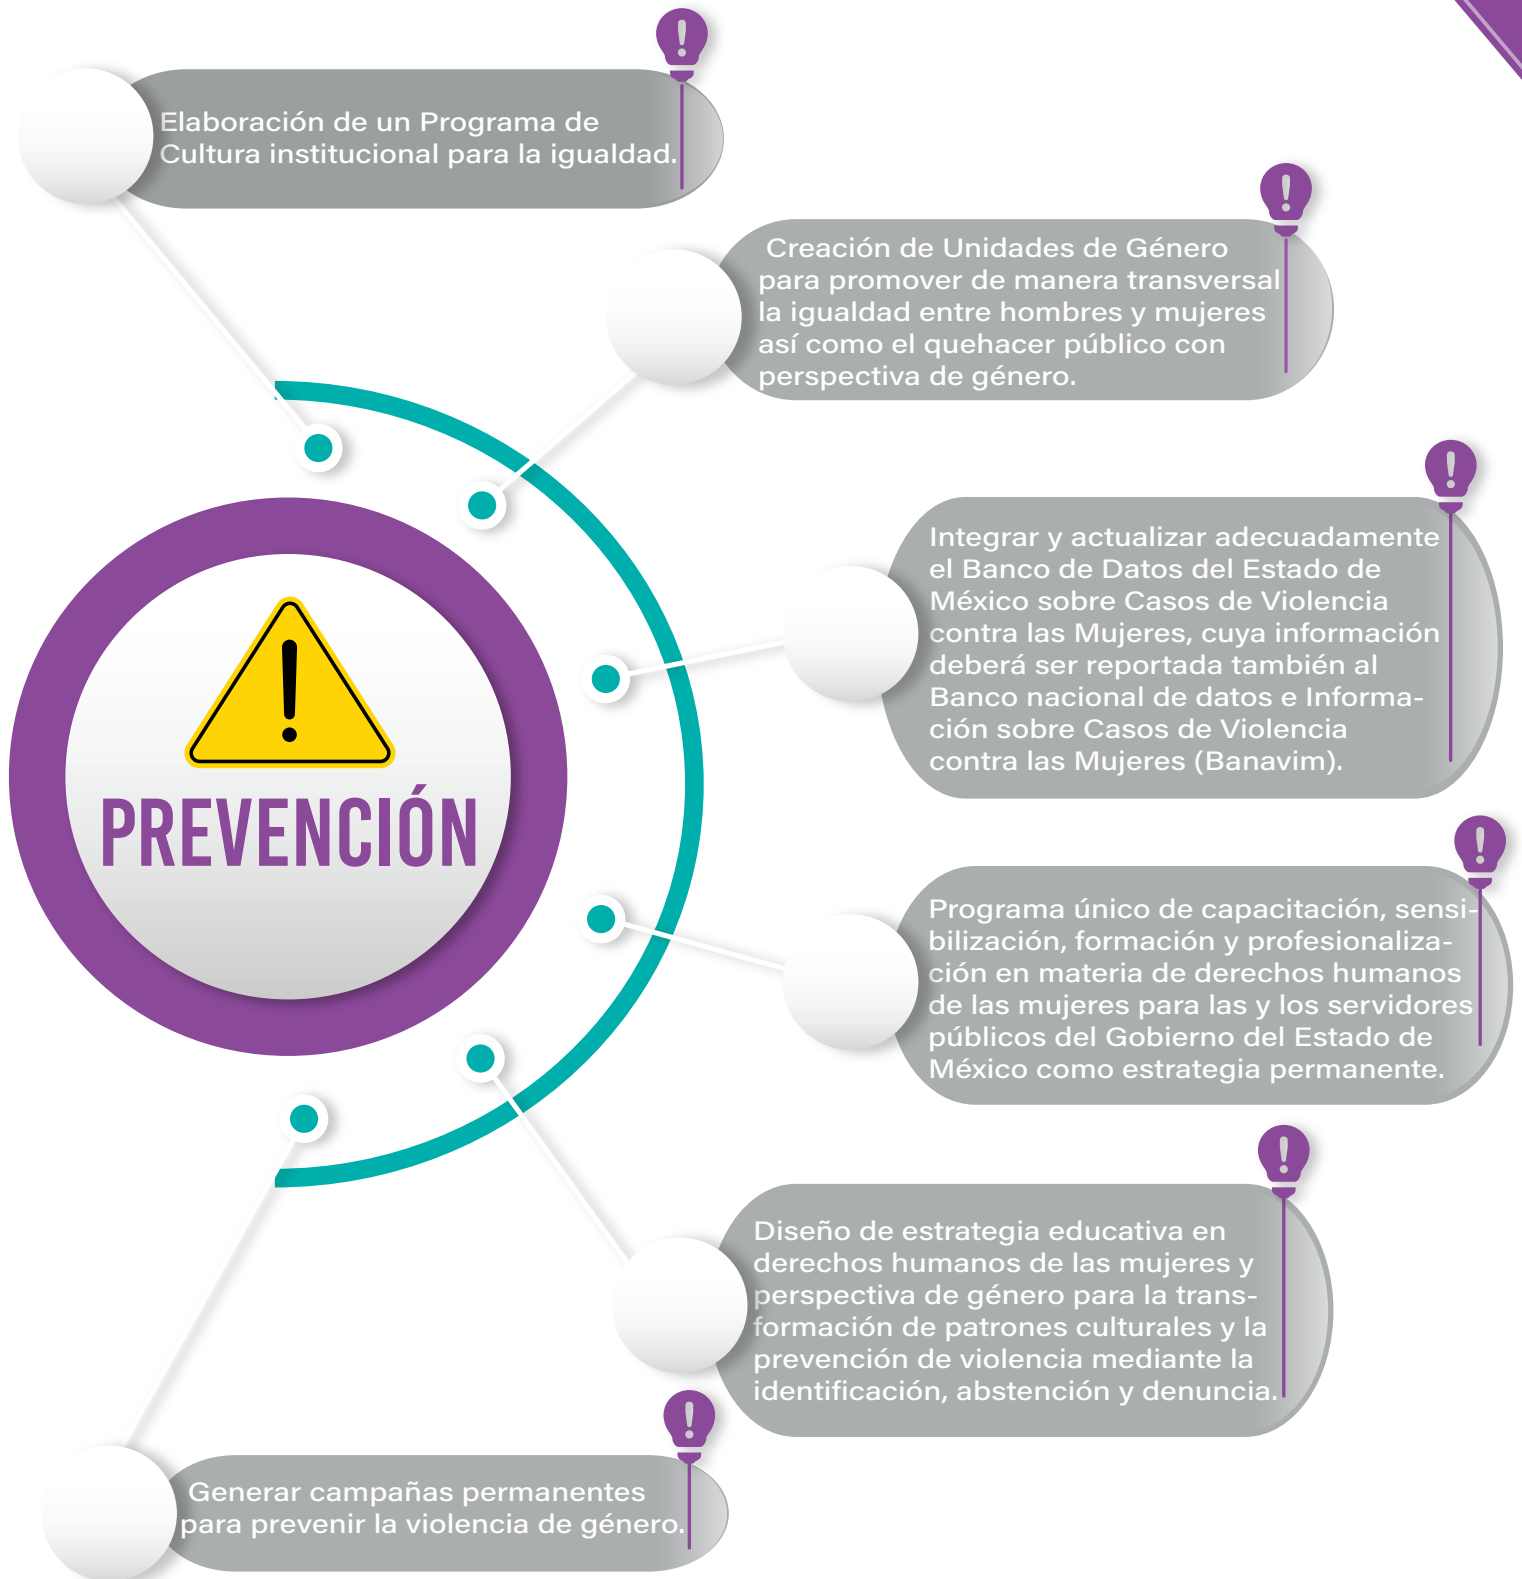 Elaboración de un Programa de
Cultura institucional para la igualdad.
Creación de Unidades de Género
para promover de manera transversal
la igualdad entre hombres y mujeres
así como el quehacer público con
perspectiva de género.
Integrar y actualizar adecuadamente
el Banco de Datos del Estado de
México sobre Casos de Violencia
contra las Mujeres, cuya información
deberá ser reportada también al
Banco nacional de datos e Informa-
ción sobre Casos de Violencia
contra las Mujeres (Banavim).
PREVENCIÓN
Programa único de capacitación, sensi-
bilización, formación y profesionaliza-
ción en materia de derechos humanos
de las mujeres para las y los servidores
públicos del Gobierno del Estado de
México como estrategia permanente.
Diseño de estrategia educativa en
derechos humanos de las mujeres y
perspectiva de género para la trans-
formación de patrones culturales y la
prevención de violencia mediante la
identificación, abstención y denuncia.
Generar campañas permanentes
para prevenir la violencia de género.